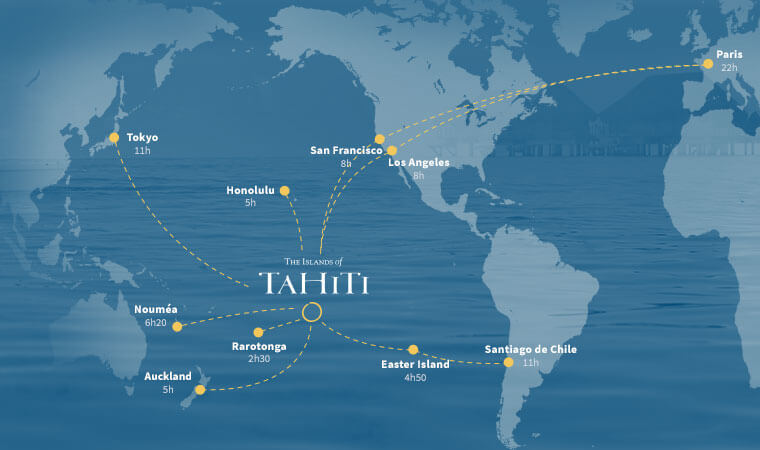 Paris
22h
Tokyo
11h
San Francisco
8h
Los Angeles
8h
Honolulu
5h
The Islands of
TAHITI
Nouméa
6h20
Rarotonga
2h30
Santiago de Chile
11h
Easter Island
4h50
Auckland
5h